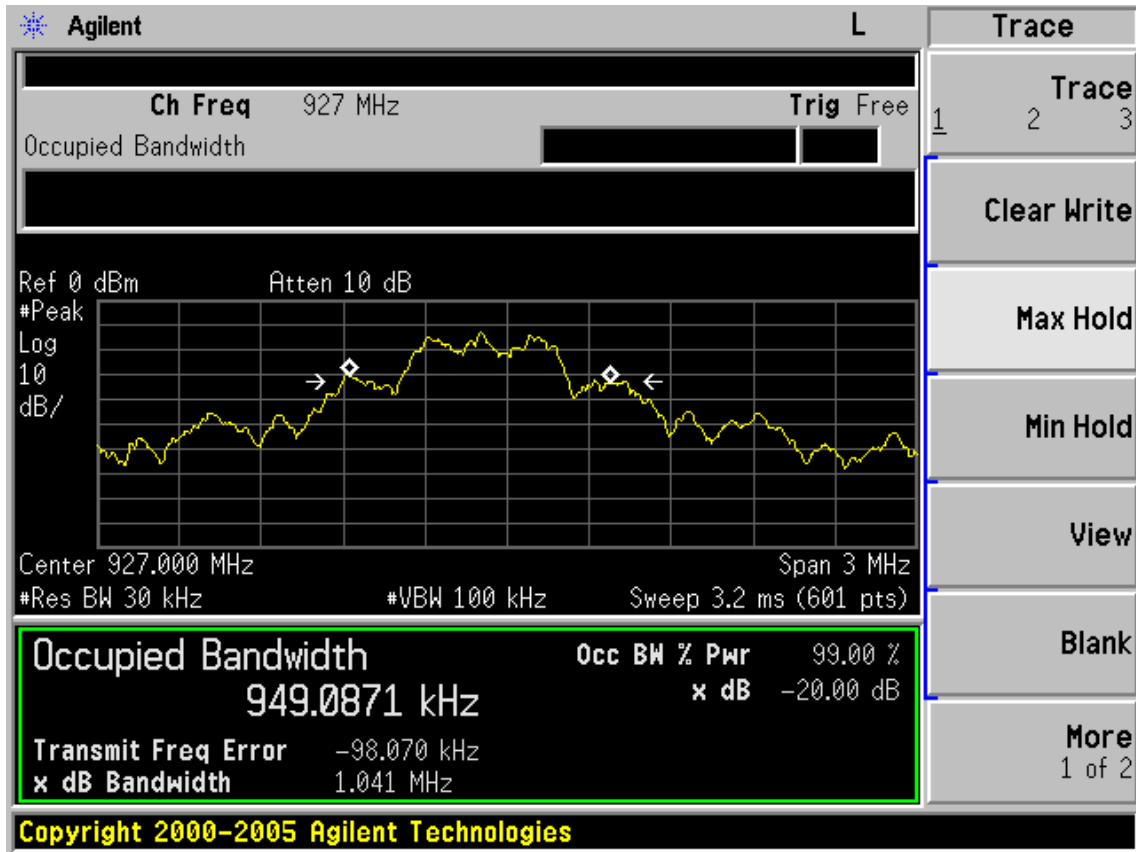 Agilent L
Trace
Ch Freq 927 MHz Trig Free
Occupied Bandwidth
Trace
1 2 3
Clear Write
Max Hold
Min Hold
View
Blank
More
1 of 2
Ref 0 dBm Atten 10 dB
#Peak
Log
10
dB/
Center 927.000 MHz Span 3 MHz
#Res BW 30 kHz #VBW 100 kHz Sweep 3.2 ms (601 pts)
Occupied Bandwidth
949.0871 kHz
Occ BW % Pwr 99.00 %
x dB -20.00 dB
Transmit Freq Error -98.070 kHz
x dB Bandwidth 1.041 MHz
Copyright 2000-2005 Agilent Technologies